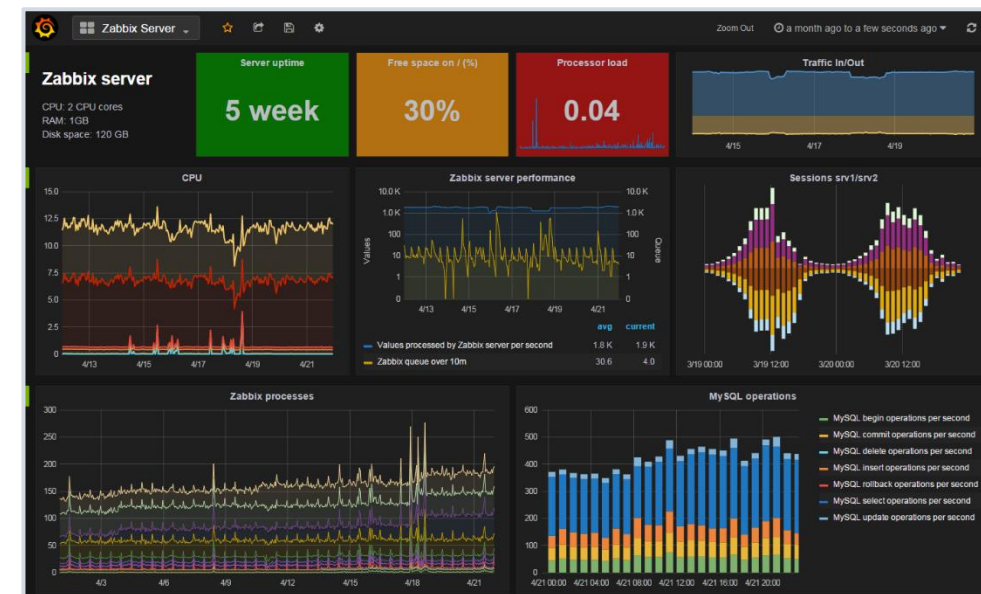 Zabbix Server
Zoom Out
a month ago to a few seconds ago
Zabbix server
CPU: 2 CPU cores
RAM: 1GB
Disk space: 120 GB
Server uptime
5 week
Free space on / (%)
30%
Processor load
0.04
Traffic In/Out
4/15 4/17 4/19
CPU
15.0
12.5
10.0
7.5
5.0
2.5
0
4/13 4/15 4/17 4/19 4/21
Zabbix server performance
10.0 K 10.0 K
1.0 K 1.0 K
100 100
10 10
1 1
0 0
Values
Queue
4/13 4/15 4/17 4/19 4/21
avg current
Values processed by Zabbix server per second 1.8 K 1.9 K
Zabbix queue over 10m 30.6 4.0
Sessions srv1/srv2
3/19 00:00 3/19 12:00 3/20 00:00 3/20 12:00
Zabbix processes
300
250
200
150
100
50
0
4/3 4/6 4/9 4/12 4/15 4/18 4/21
MySQL operations
600
500
400
300
200
100
0
4/21 00:00 4/21 04:00 4/21 08:00 4/21 12:00 4/21 16:00 4/21 20:00
MySQL begin operations per second
MySQL commit operations per second
MySQL delete operations per second
MySQL insert operations per second
MySQL rollback operations per second
MySQL select operations per second
MySQL update operations per second